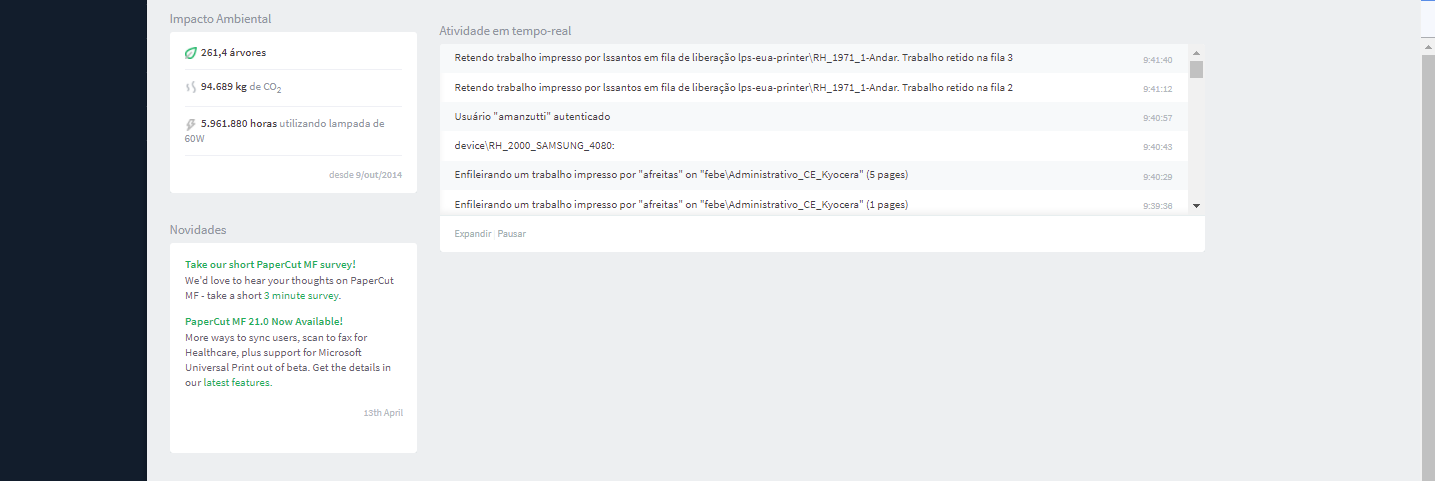 Impacto Ambiental
261,4 árvores
94.689 kg de CO2
5.961.880 horas utilizando lampada de
60W
desde 9/out/2014
Novidades
Take our short PaperCut MF survey!
We'd love to hear your thoughts on PaperCut
MF - take a short 3 minute survey.
PaperCut MF 21.0 Now Available!
More ways to sync users, scan to fax for
Healthcare, plus support for Microsoft
Universal Print out of beta. Get the details in
our latest features.
13th April
Atividade em tempo-real
Retendo trabalho impresso por lssantos em fila de liberação lps-eua-printer\RH_1971_1-Andar. Trabalho retido na fila 3 9:41:40
Retendo trabalho impresso por lssantos em fila de liberação lps-eua-printer\RH_1971_1-Andar. Trabalho retido na fila 2 9:41:12
Usuário "amanzutti" autenticado 9:40:57
device\RH_2000_SAMSUNG_4080: 9:40:43
Enfileirando um trabalho impresso por "afreitas" on "febe\Administrativo_CE_Kyocera" (5 pages) 9:40:29
Enfileirando um trabalho impresso por "afreitas" on "febe\Administrativo_CE_Kyocera" (1 pages) 9:39:36
Expandir | Pausar